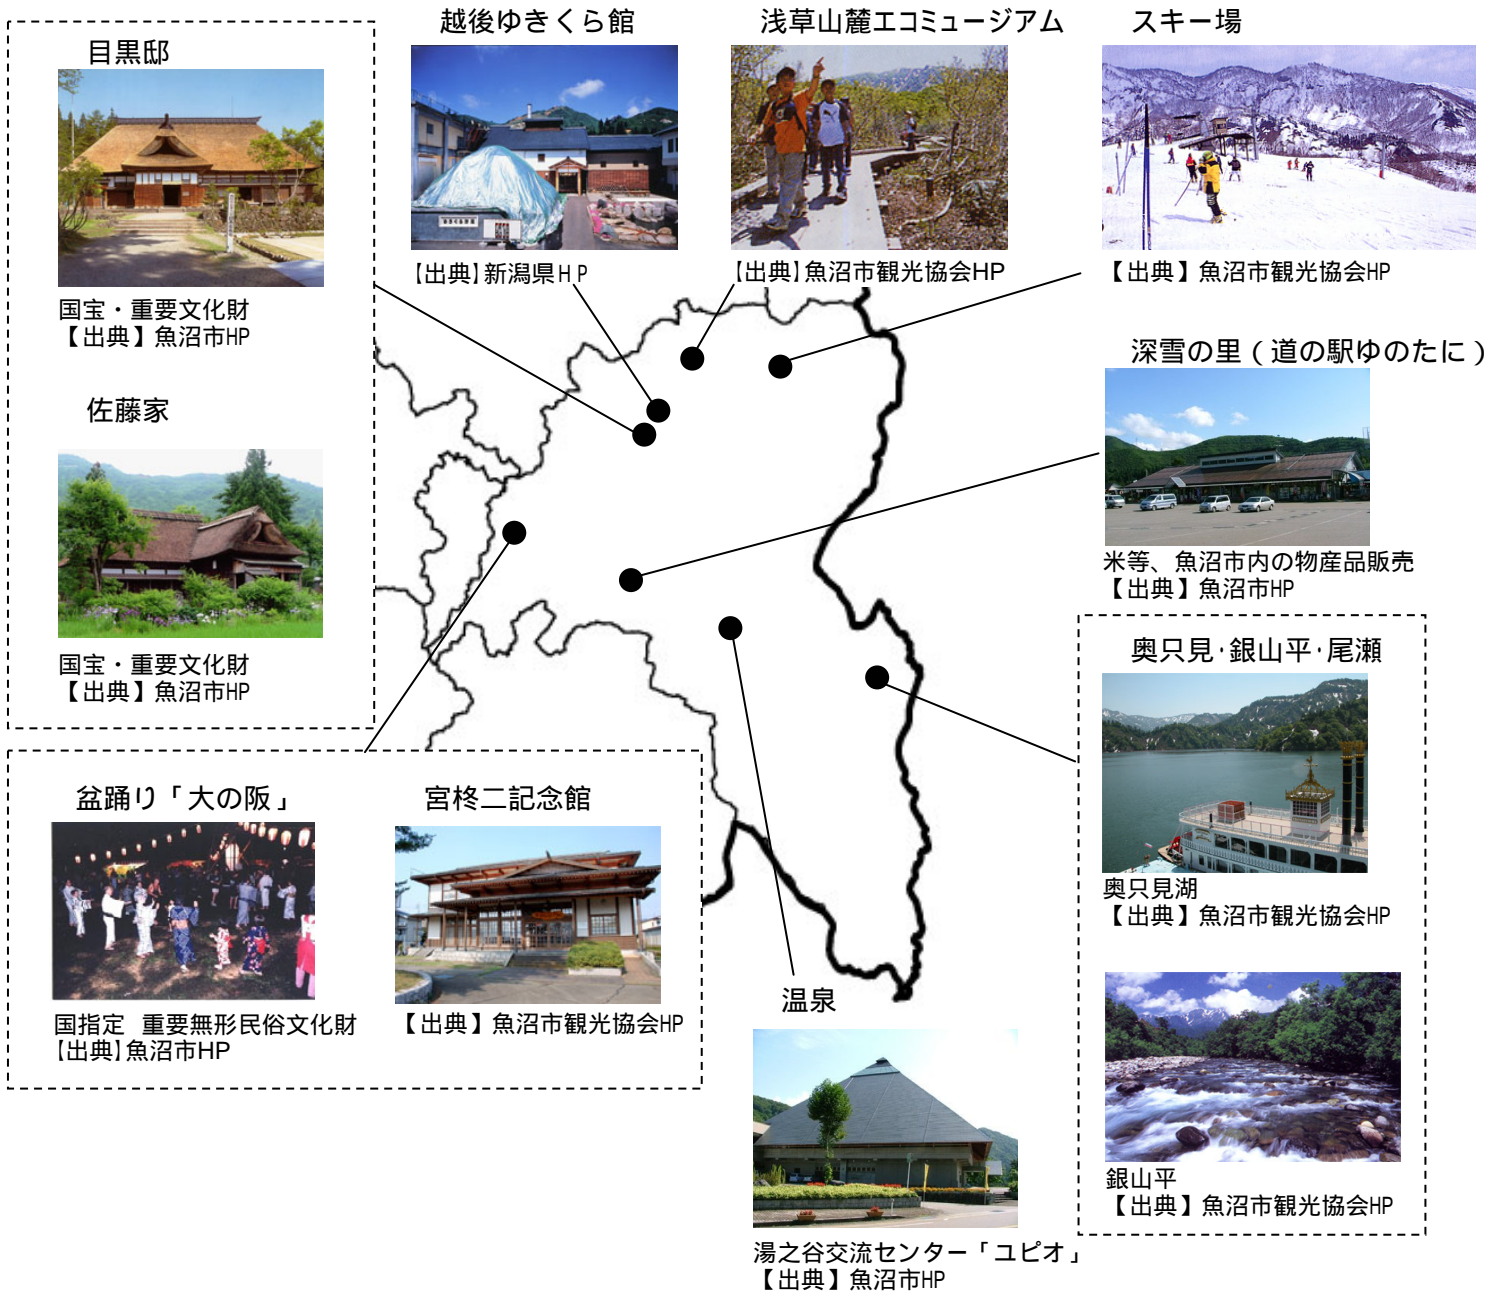 目黒邸
国宝・重要文化財
【出典】魚沼市HP
佐藤家
国宝・重要文化財
【出典】魚沼市HP
越後ゆきくら館
【出典】新潟県ＨＰ
浅草山麓エコミュージアム
【出典】魚沼市観光協会HP
スキー場
【出典】魚沼市観光協会HP
深雪の里（道の駅ゆのたに）
米等、魚沼市内の物産品販売
【出典】魚沼市HP
奥只見・銀山平・尾瀬
奥只見湖
【出典】魚沼市観光協会HP
銀山平
【出典】魚沼市観光協会HP
盆踊り「大の阪」
国指定　重要無形民俗文化財
【出典】魚沼市HP
宮柊二記念館
【出典】魚沼市観光協会HP
温泉
湯之谷交流センター「ユピオ」
【出典】魚沼市HP